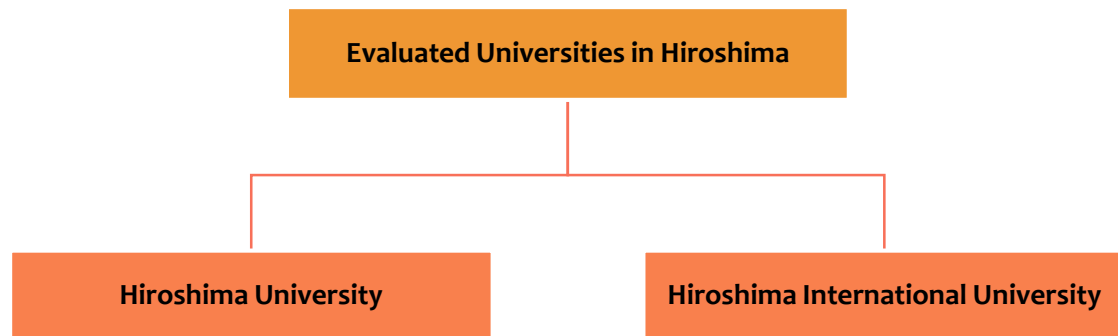 Evaluated Universities in Hiroshima
Hiroshima University
Hiroshima International University